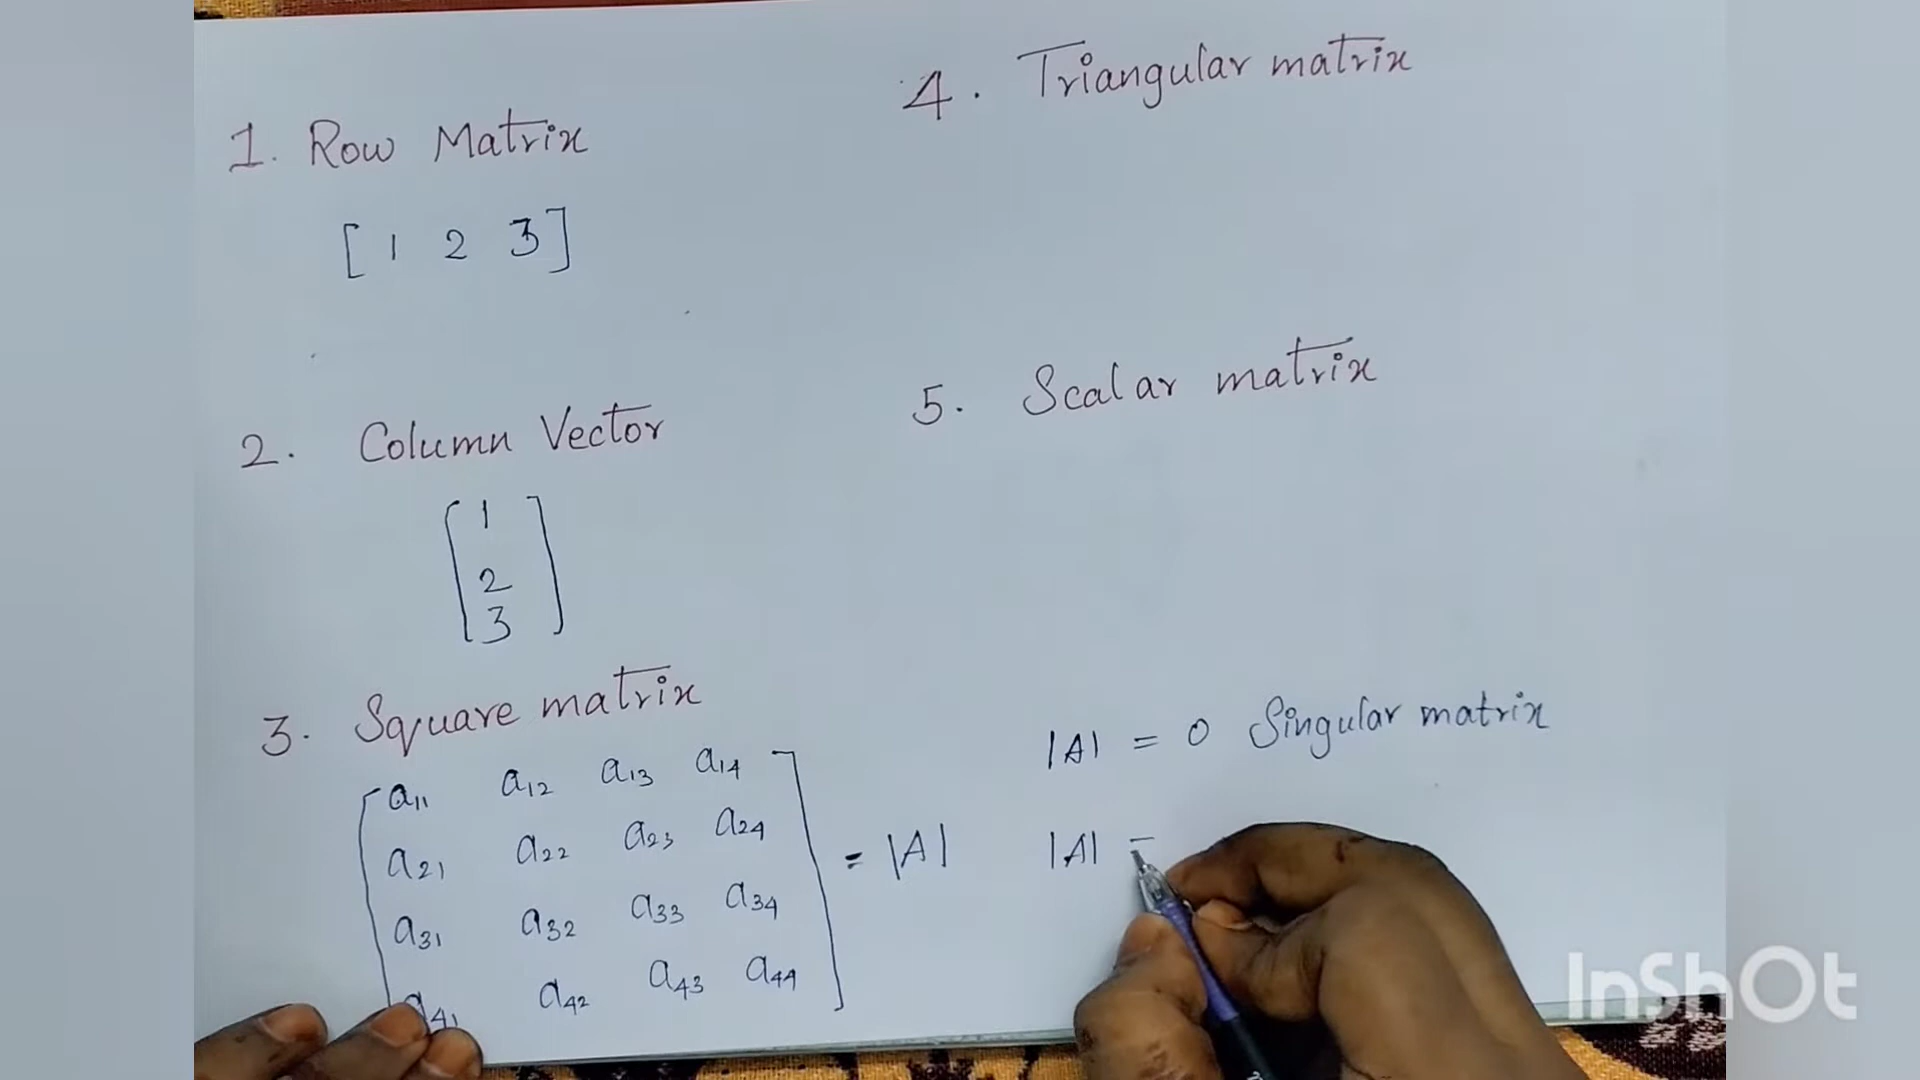 1. Row Matrix
[ 1 2 3 ]
2. Column Vector
[ 1
2
3 ]
3. Square matrix
[ a11 a12 a13 a14
a21 a22 a23 a24
a31 a32 a33 a34
a41 a42 a43 a44 ] = |A|
4. Triangular matrix
5. Scalar matrix
|A| = 0 Singular matrix
|A| =
InShOt